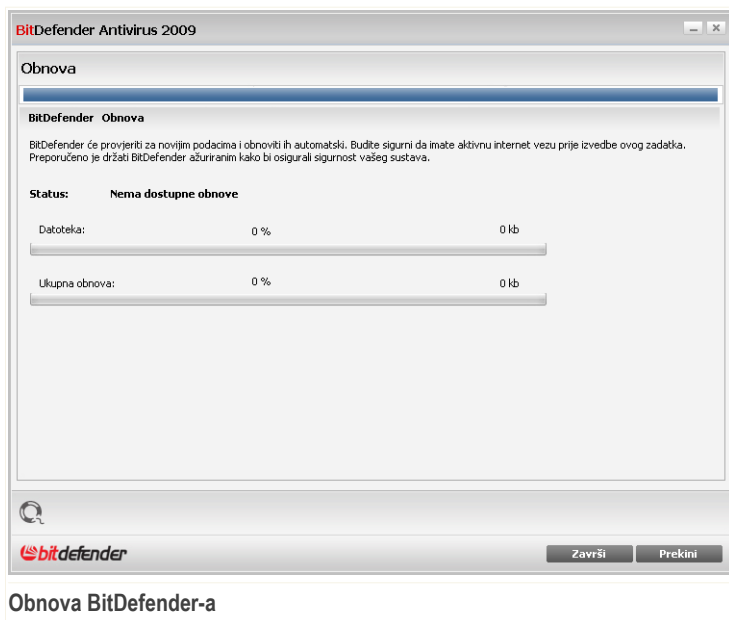 BitDefender Antivirus 2009
Obnova
BitDefender Obnova
BitDefender će provjeriti za novijim podacima i obnoviti ih automatski. Budite sigurni da imate aktivnu internet vezu prije izvedbe ovog zadatka.
Preporučeno je držati BitDefender ažuriranim kako bi osigurali sigurnost vašeg sustava.
Status: Nema dostupne obnove
Datoteka: 0 % 0 kb
Ukupna obnova: 0 % 0 kb
bitdefender Završi Prekini
Obnova BitDefender-a